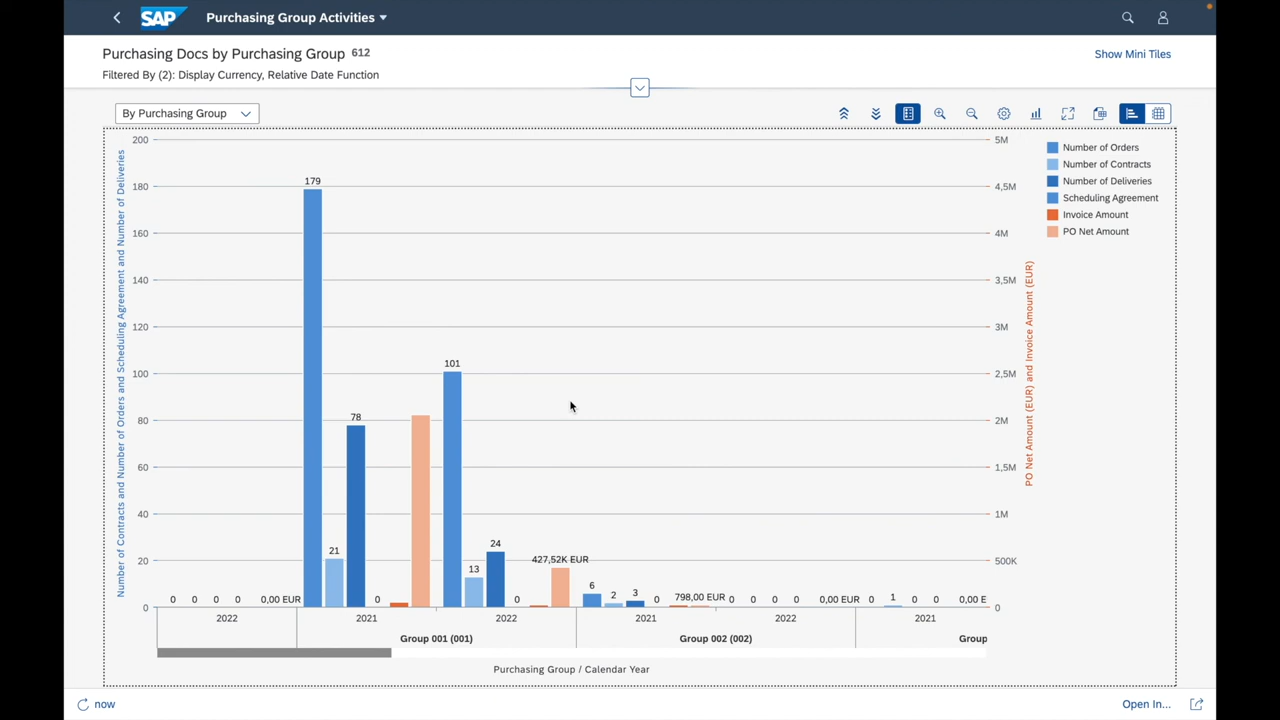 SAP Purchasing Group Activities
Purchasing Docs by Purchasing Group 612
Show Mini Tiles
Filtered By (2): Display Currency, Relative Date Function
By Purchasing Group
Number of Contracts and Number of Orders and Scheduling Agreement and Number of Deliveries
200
180
160
140
120
100
80
60
40
20
0
179
21
78
0
101
13
24
0
427,52K EUR
6
2
3
0
798,00 EUR
0 0 0 0 0,00 EUR
0 0 0 0 0,00 EUR
0 1 0 0 0,00 E
5M
4,5M
4M
3,5M
3M
2,5M
2M
1,5M
1M
500K
0
PO Net Amount (EUR) and Invoice Amount (EUR)
Number of Orders
Number of Contracts
Number of Deliveries
Scheduling Agreement
Invoice Amount
PO Net Amount
2022 2021 2022 2021 2022 2021
Group 001 (001) Group 002 (002) Group
Purchasing Group / Calendar Year
now
Open In...